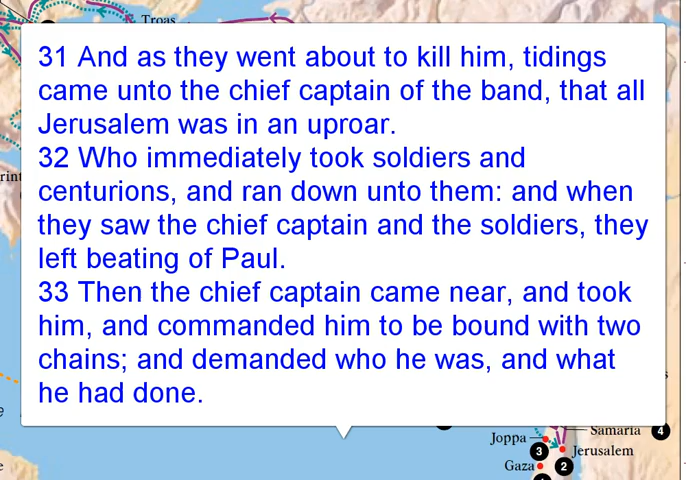 Troas
31 And as they went about to kill him, tidings
came unto the chief captain of the band, that all
Jerusalem was in an uproar.
32 Who immediately took soldiers and
centurions, and ran down unto them: and when
they saw the chief captain and the soldiers, they
left beating of Paul.
33 Then the chief captain came near, and took
him, and commanded him to be bound with two
chains; and demanded who he was, and what
he had done.
Samaria 4
Joppa
3 Jerusalem
Gaza 2